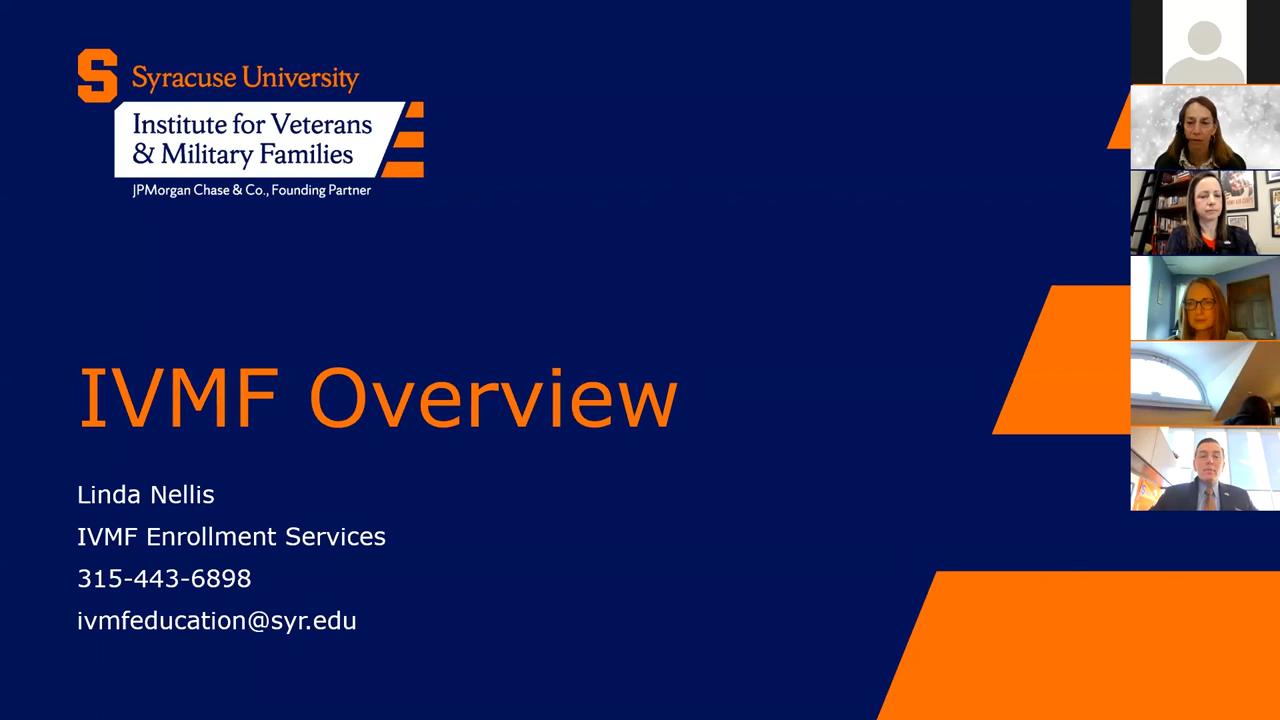 S
Syracuse University
Institute for Veterans
& Military Families
JPMorgan Chase & Co., Founding Partner
IVMF Overview
Linda Nellis
IVMF Enrollment Services
315-443-6898
ivmfeducation@syr.edu